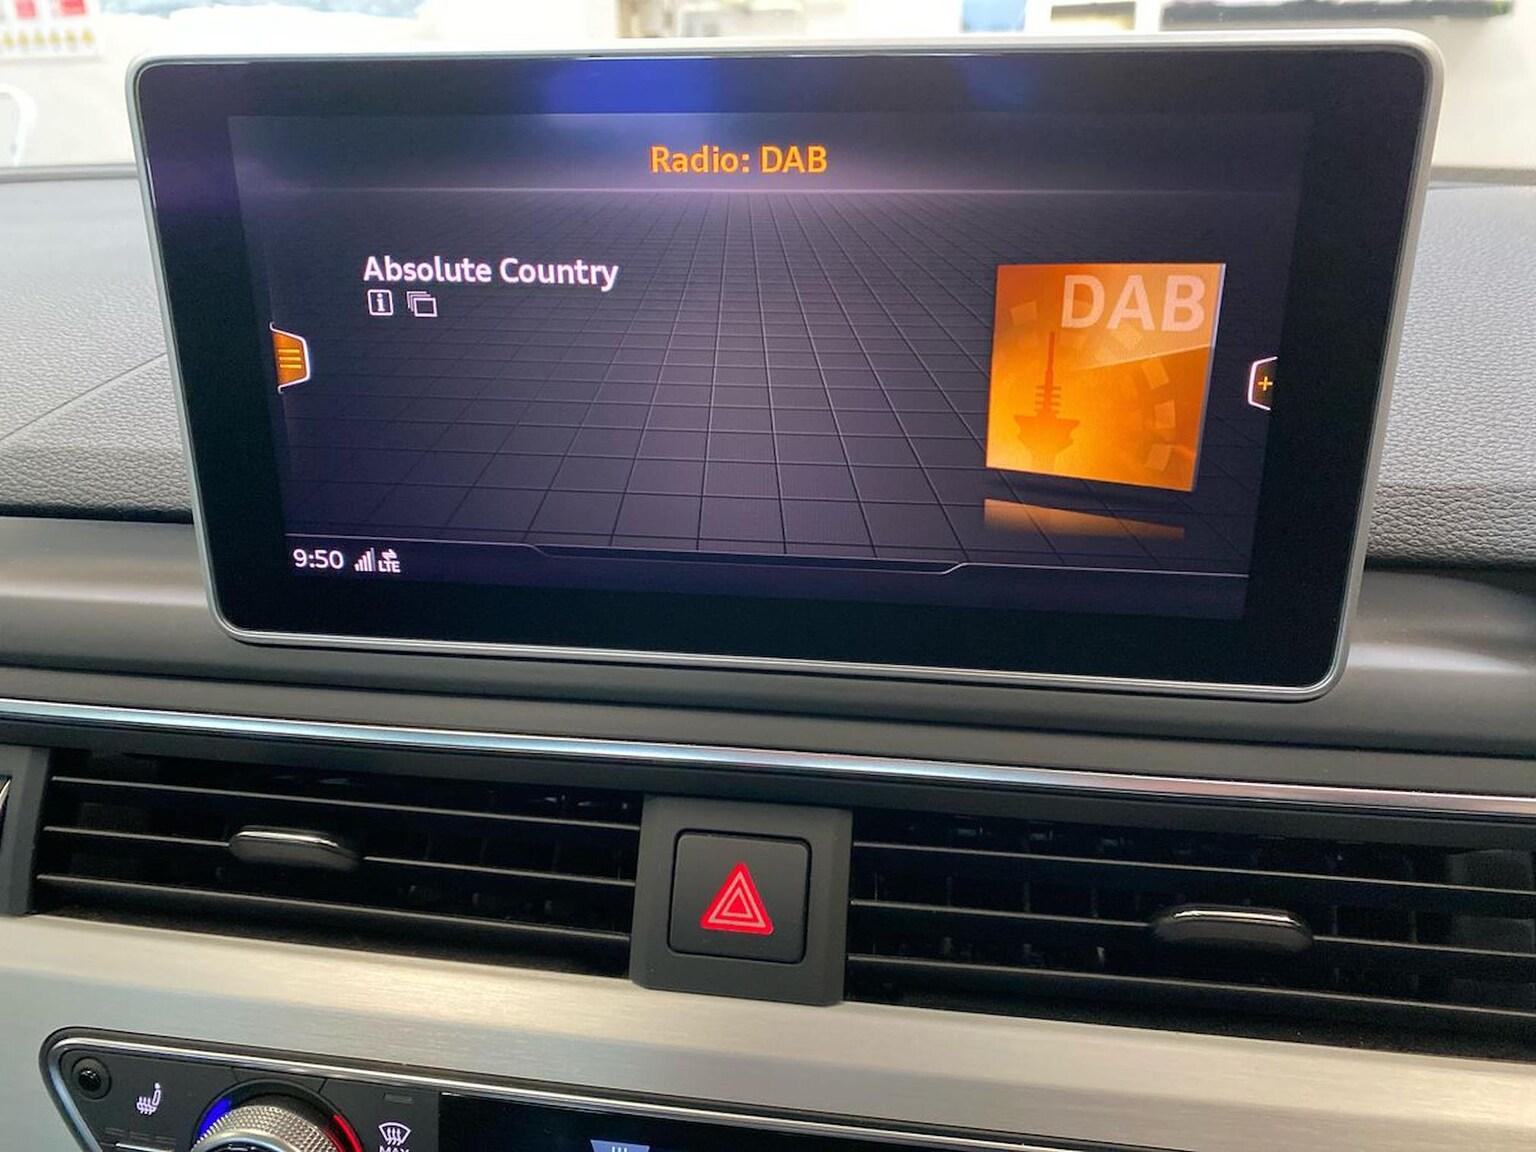 Radio: DAB
Absolute Country
DAB
9:50
LTE
MAX